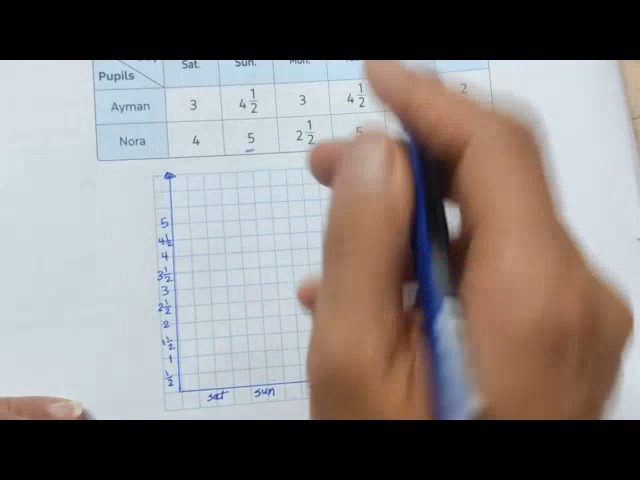 Sat. Sun. Mon.
Pupils
Ayman 3 4 1/2 3 4 1/2 2
Nora 4 5 2 1/2 5
5
4 1/2
4
3 1/2
3
2 1/2
2
1 1/2
1
1/2
sat sun